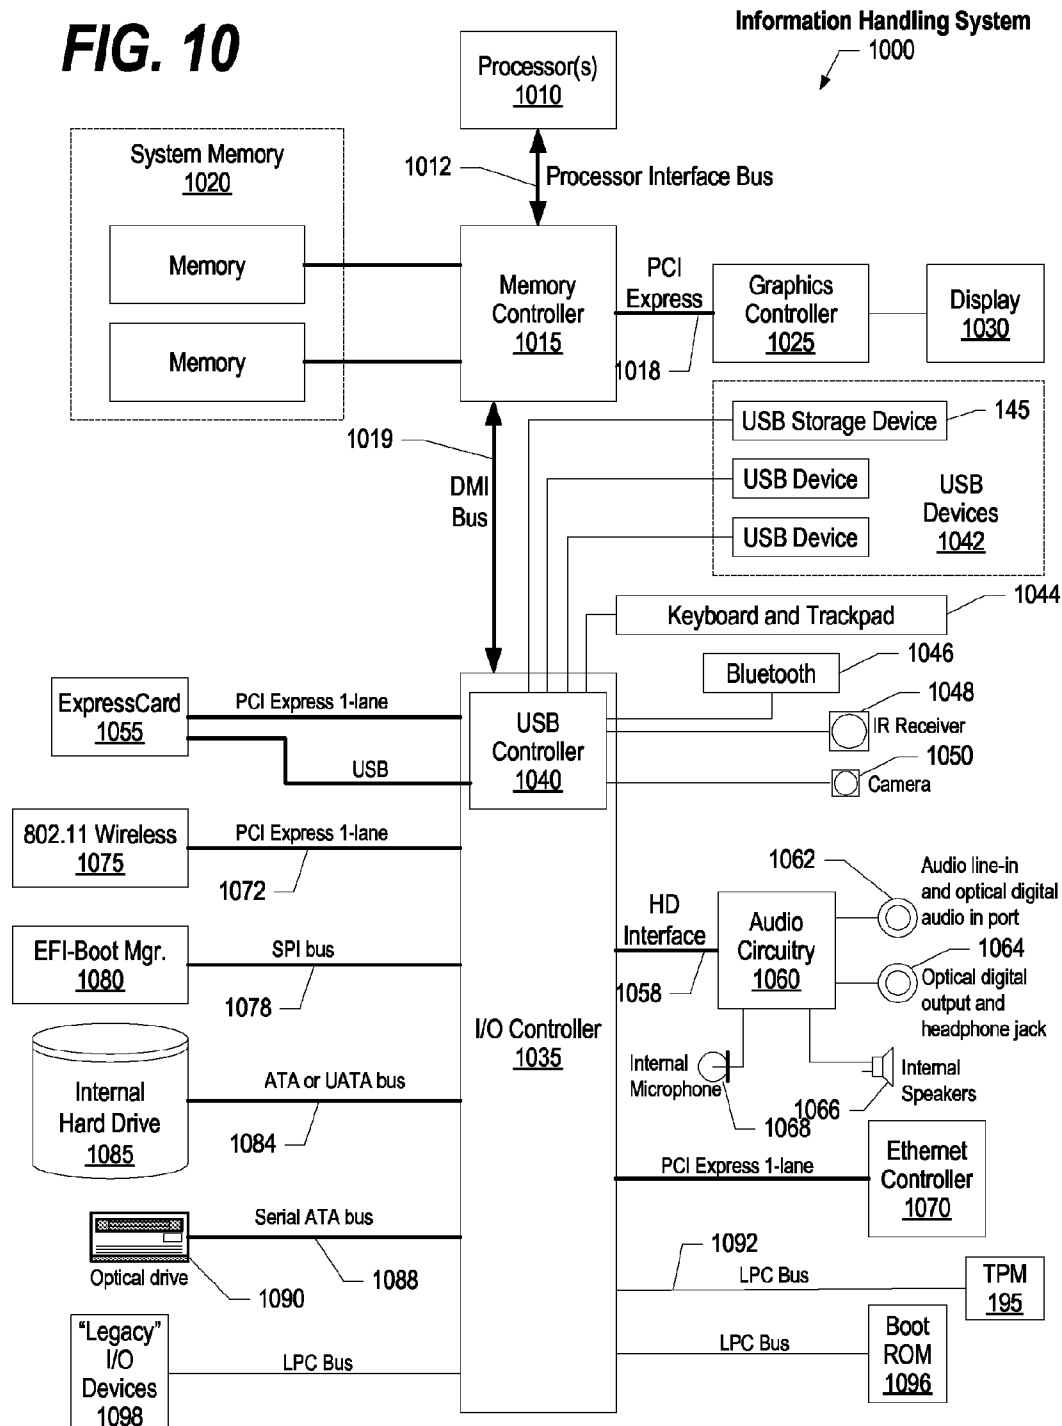 FIG. 10
Information Handling System
1000
Processor(s)
1010
1012
Processor Interface Bus
System Memory
1020
Memory
Memory
Memory
Controller
1015
PCI
Express
1018
Graphics
Controller
1025
Display
1030
1019
DMI
Bus
USB Storage Device
145
USB Device
USB Device
USB
Devices
1042
Keyboard and Trackpad
1044
Bluetooth
1046
1048
IR Receiver
1050
Camera
ExpressCard
1055
PCI Express 1-lane
USB
USB
Controller
1040
802.11 Wireless
1075
PCI Express 1-lane
1072
EFI-Boot Mgr.
1080
SPI bus
1078
I/O Controller
1035
HD
Interface
1058
Audio
Circuitry
1060
1062
Audio line-in
and optical digital
audio in port
1064
Optical digital
output and
headphone jack
Internal
Microphone
1068
1066
Internal
Speakers
Internal
Hard Drive
1085
ATA or UATA bus
1084
PCI Express 1-lane
Ethernet
Controller
1070
Serial ATA bus
1088
Optical drive
1090
1092
LPC Bus
TPM
195
"Legacy"
I/O
Devices
1098
LPC Bus
LPC Bus
Boot
ROM
1096